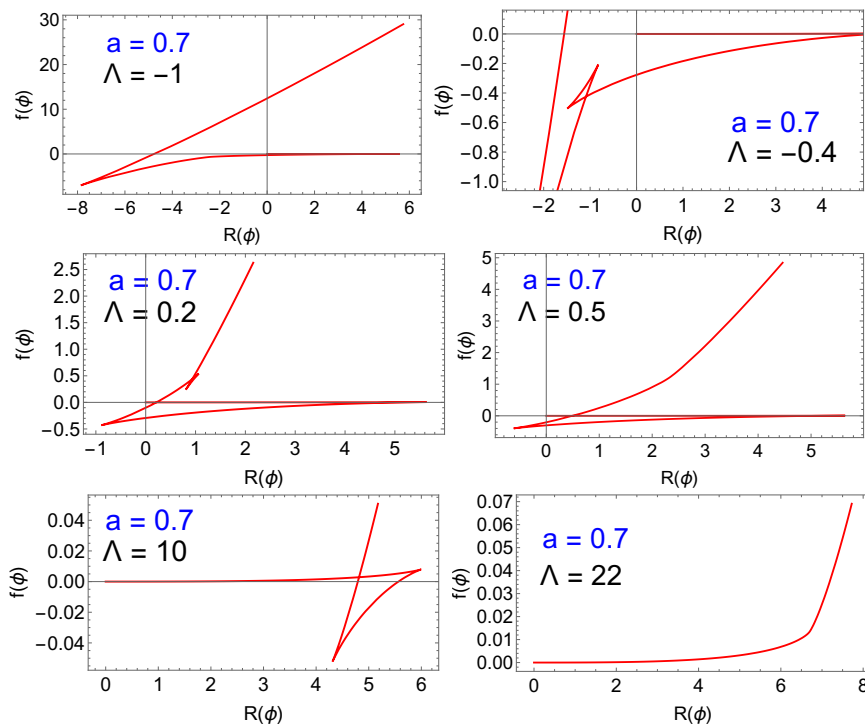 a = 0.7
Λ = −1
f(ϕ)
30
20
10
0
−8 −6 −4 −2 0 2 4 6
R(ϕ)
a = 0.7
Λ = −0.4
f(ϕ)
0.0
−0.2
−0.4
−0.6
−0.8
−1.0
−2 −1 0 1 2 3 4
R(ϕ)
a = 0.7
Λ = 0.2
f(ϕ)
2.5
2.0
1.5
1.0
0.5
0.0
−0.5
−1 0 1 2 3 4 5
R(ϕ)
a = 0.7
Λ = 0.5
f(ϕ)
5
4
3
2
1
0
−1 0 1 2 3 4 5
R(ϕ)
a = 0.7
Λ = 10
f(ϕ)
0.04
0.02
0.00
−0.02
−0.04
0 1 2 3 4 5 6
R(ϕ)
a = 0.7
Λ = 22
f(ϕ)
0.07
0.06
0.05
0.04
0.03
0.02
0.01
0.00
0 2 4 6 8
R(ϕ)